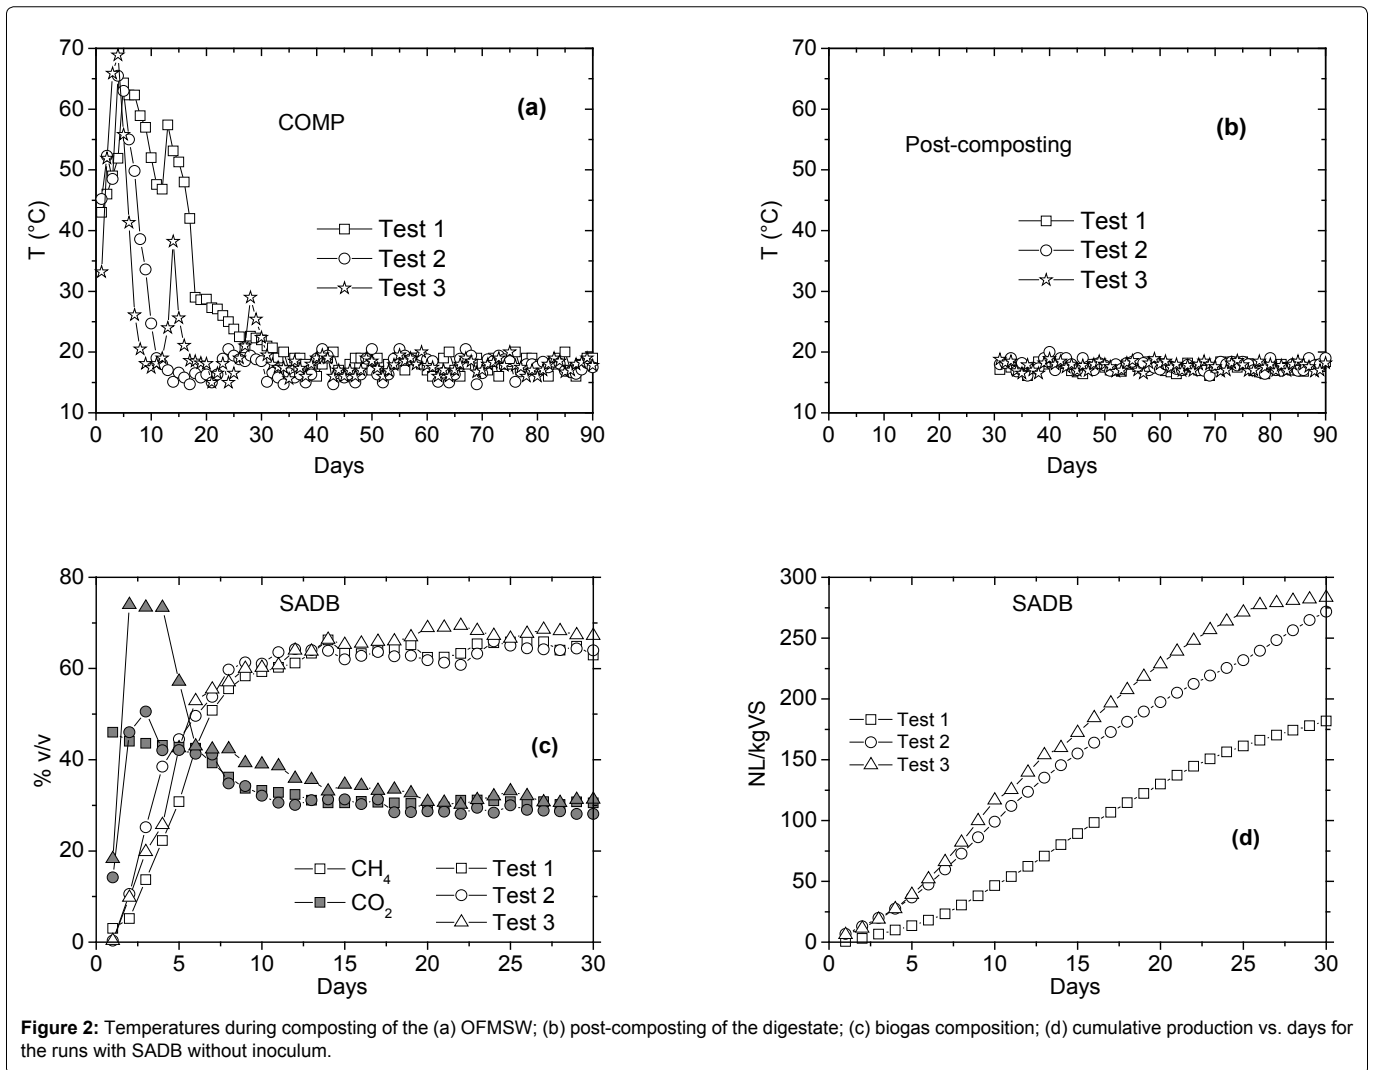 70
60
50
40
30
20
10
T (°C)
COMP
(a)
Test 1
Test 2
Test 3
0 10 20 30 40 50 60 70 80 90
Days
70
60
50
40
30
20
10
T (°C)
Post-composting
(b)
Test 1
Test 2
Test 3
0 10 20 30 40 50 60 70 80 90
Days
80
60
40
20
0
% v/v
SADB
(c)
CH4
CO2
Test 1
Test 2
Test 3
0 5 10 15 20 25 30
Days
300
250
200
150
100
50
0
NL/kgVS
SADB
Test 1
Test 2
Test 3
(d)
0 5 10 15 20 25 30
Days
Figure 2: Temperatures during composting of the (a) OFMSW; (b) post-composting of the digestate; (c) biogas composition; (d) cumulative production vs. days for
the runs with SADB without inoculum.